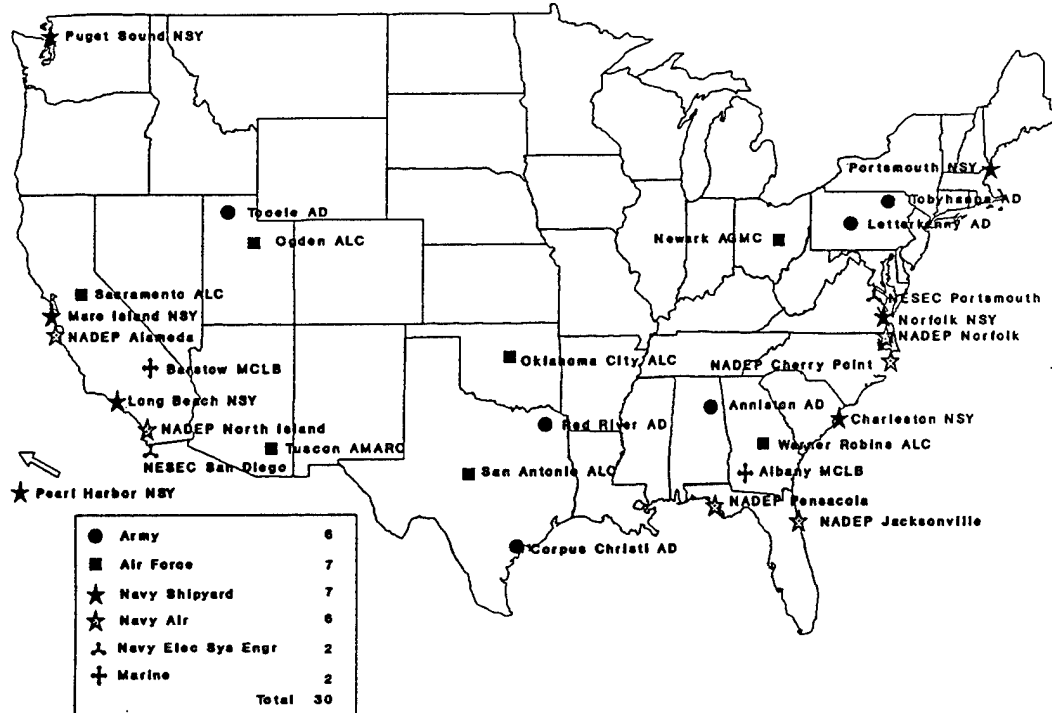 Puget Sound NSY
Portsmouth NSY
Tobyhanna AD
Tooele AD
Letterkenny AD
Ogden ALC
Newark AGMC
Sacramento ALC
NESEC Portsmouth
Mare Island NSY
Norfolk NSY
NADEP Alameda
NADEP Norfolk
Oklahoma City ALC
NADEP Cherry Point
Barstow MCLB
Long Beach NSY
Anniston AD
Charleston NSY
Red River AD
NADEP North Island
Warner Robins ALC
Tuscon AMARC
NESEC San Diego
San Antonio ALC
Albany MCLB
Pearl Harbor NSY
NADEP Pensacola
NADEP Jacksonville
Corpus Christi AD
Army 6
Air Force 7
Navy Shipyard 7
Navy Air 6
Navy Elec Sys Engr 2
Marine 2
Total 30